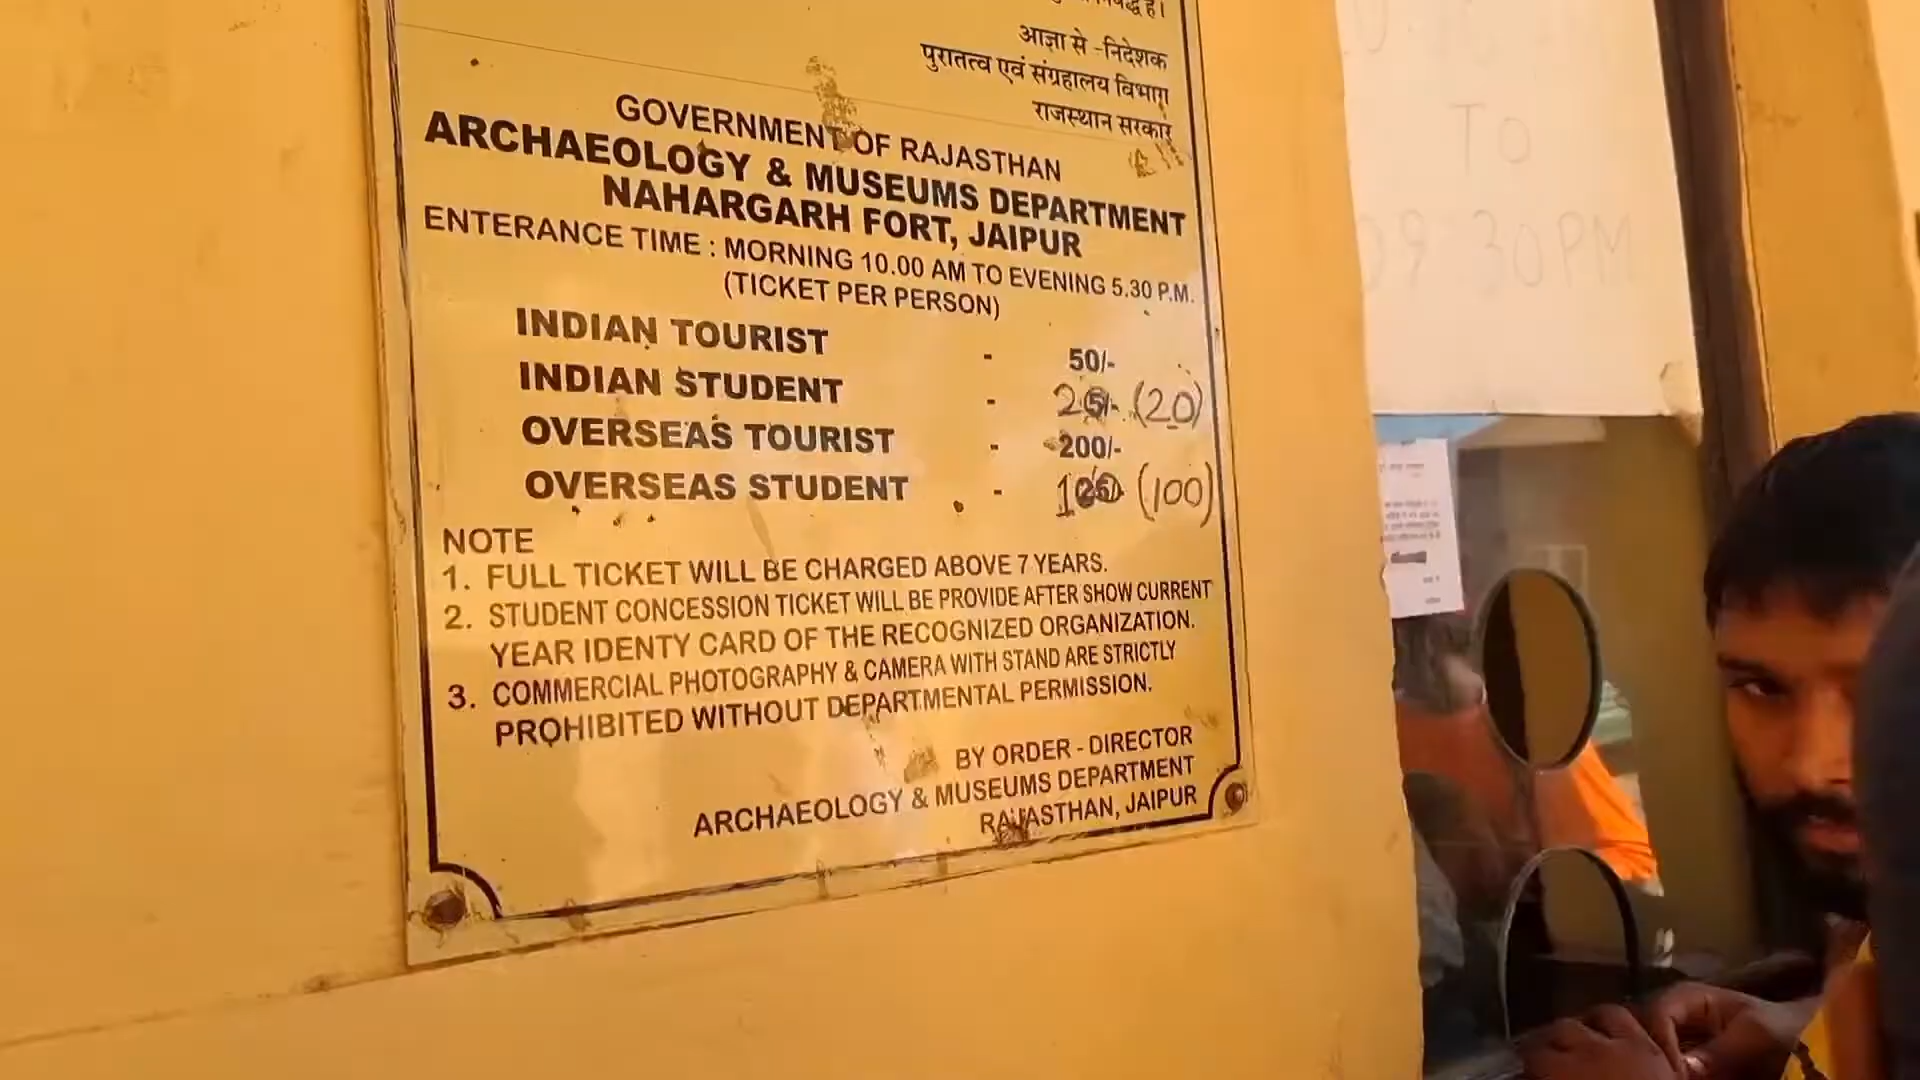 आज्ञा से -निदेशक
पुरातत्व एवं संग्रहालय विभाग
राजस्थान सरकार
GOVERNMENT OF RAJASTHAN
ARCHAEOLOGY & MUSEUMS DEPARTMENT
NAHARGARH FORT, JAIPUR
ENTERANCE TIME : MORNING 10.00 AM TO EVENING 5.30 P.M.
(TICKET PER PERSON)
INDIAN TOURIST - 50/-
INDIAN STUDENT - (20)
OVERSEAS TOURIST - 200/-
OVERSEAS STUDENT - (100)
NOTE
1. FULL TICKET WILL BE CHARGED ABOVE 7 YEARS.
2. STUDENT CONCESSION TICKET WILL BE PROVIDE AFTER SHOW CURRENT
YEAR IDENTY CARD OF THE RECOGNIZED ORGANIZATION.
3. COMMERCIAL PHOTOGRAPHY & CAMERA WITH STAND ARE STRICTLY
PROHIBITED WITHOUT DEPARTMENTAL PERMISSION.
BY ORDER - DIRECTOR
ARCHAEOLOGY & MUSEUMS DEPARTMENT
RAJASTHAN, JAIPUR
TO
09 30 PM